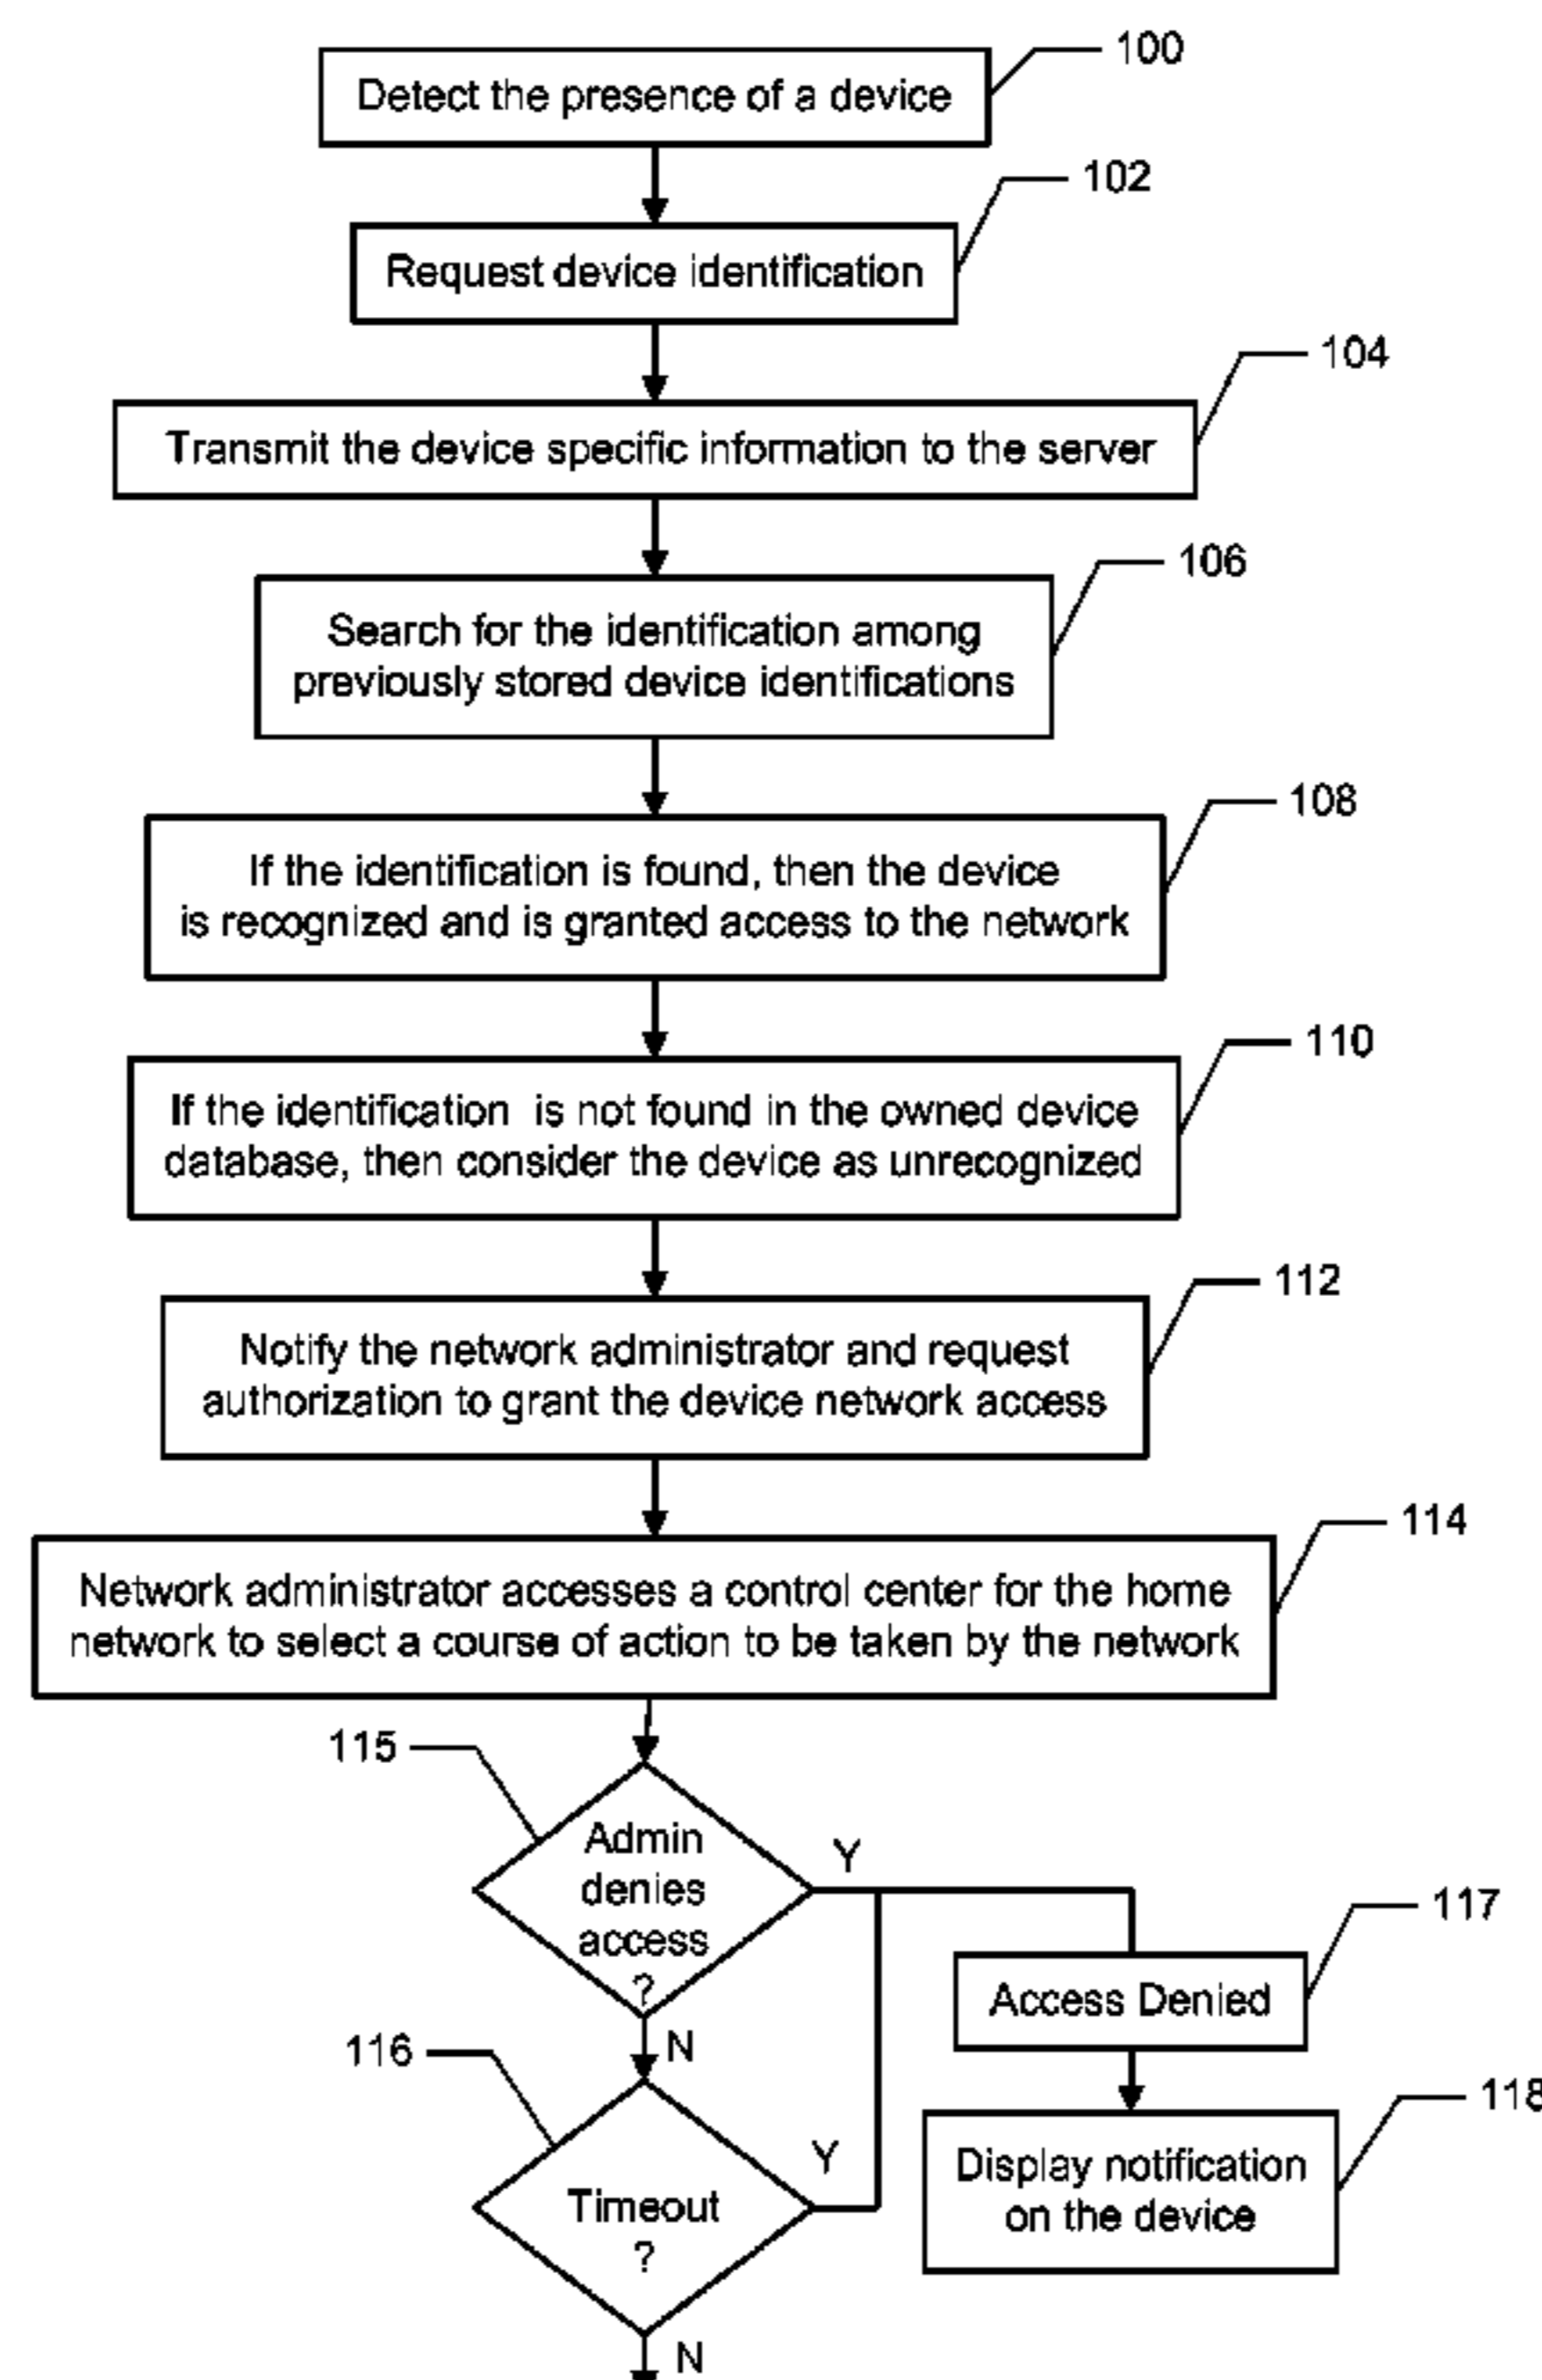 100
Detect the presence of a device
102
Request device identification
104
Transmit the device specific information to the server
106
Search for the identification among
previously stored device identifications
108
If the identification is found, then the device
is recognized and is granted access to the network
110
If the identification is not found in the owned device
database, then consider the device as unrecognized
112
Notify the network administrator and request
authorization to grant the device network access
114
Network administrator accesses a control center for the home
network to select a course of action to be taken by the network
115
Admin
denies
access
?
Y
N
117
Access Denied
116
Timeout
?
Y
N
118
Display notification
on the device